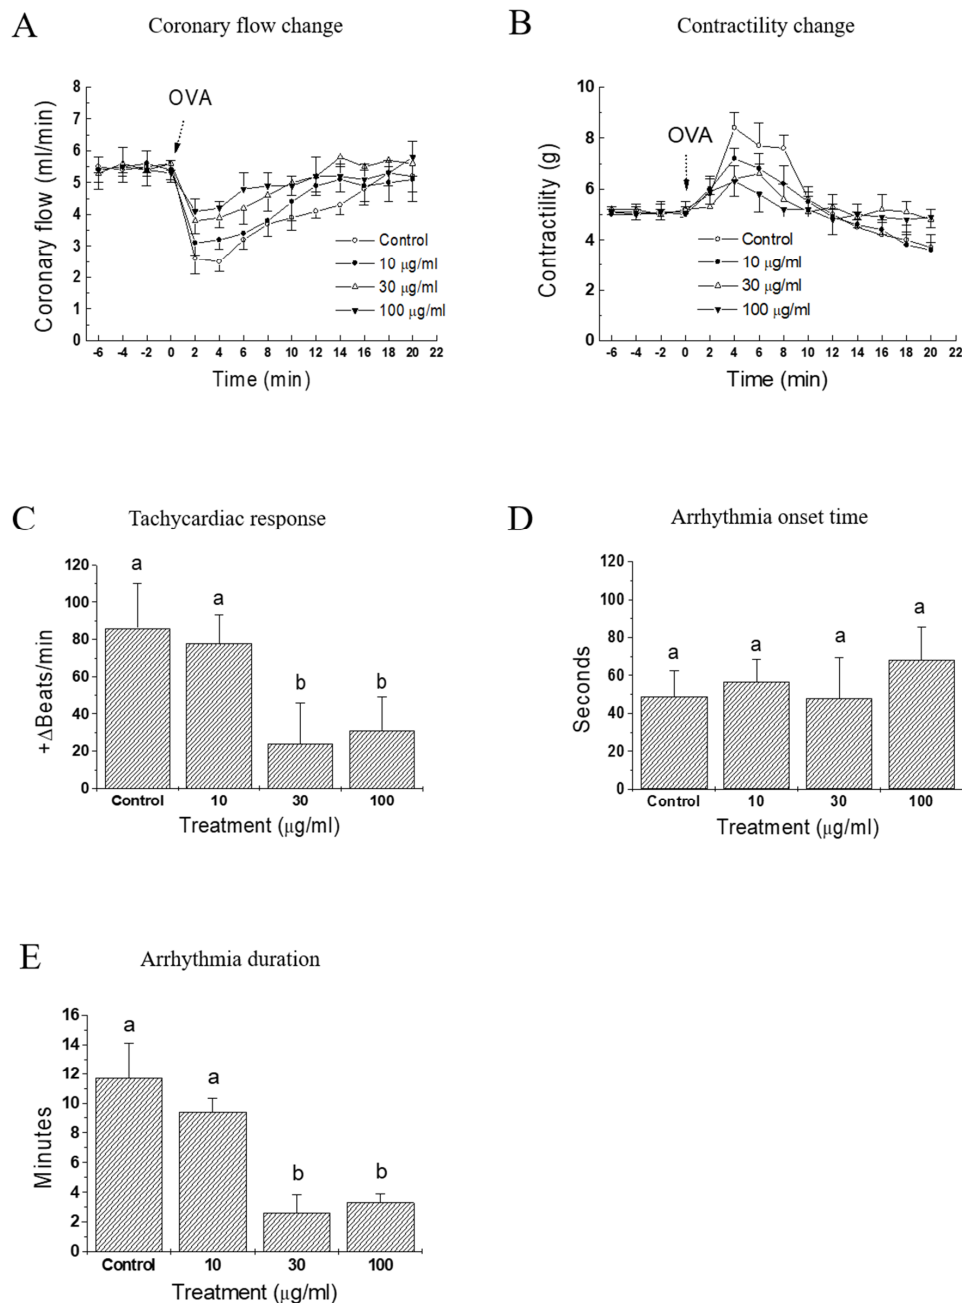 A
Coronary flow change
8
7
6
5
4
3
2
1
0
Coronary flow (ml/min)
OVA
Control
10 μg/ml
30 μg/ml
100 μg/ml
-6 -4 -2 0 2 4 6 8 10 12 14 16 18 20 22
Time (min)
B
Contractility change
10
8
6
4
2
0
Contractility (g)
OVA
Control
10 μg/ml
30 μg/ml
100 μg/ml
-6 -4 -2 0 2 4 6 8 10 12 14 16 18 20 22
Time (min)
C
Tachycardiac response
120
100
80
60
40
20
0
+ΔBeats/min
a
a
b
b
Control 10 30 100
Treatment (μg/ml)
D
Arrhythmia onset time
120
100
80
60
40
20
0
Seconds
a
a
a
a
Control 10 30 100
Treatment (μg/ml)
E
Arrhythmia duration
16
14
12
10
8
6
4
2
0
Minutes
a
a
b
b
Control 10 30 100
Treatment (μg/ml)